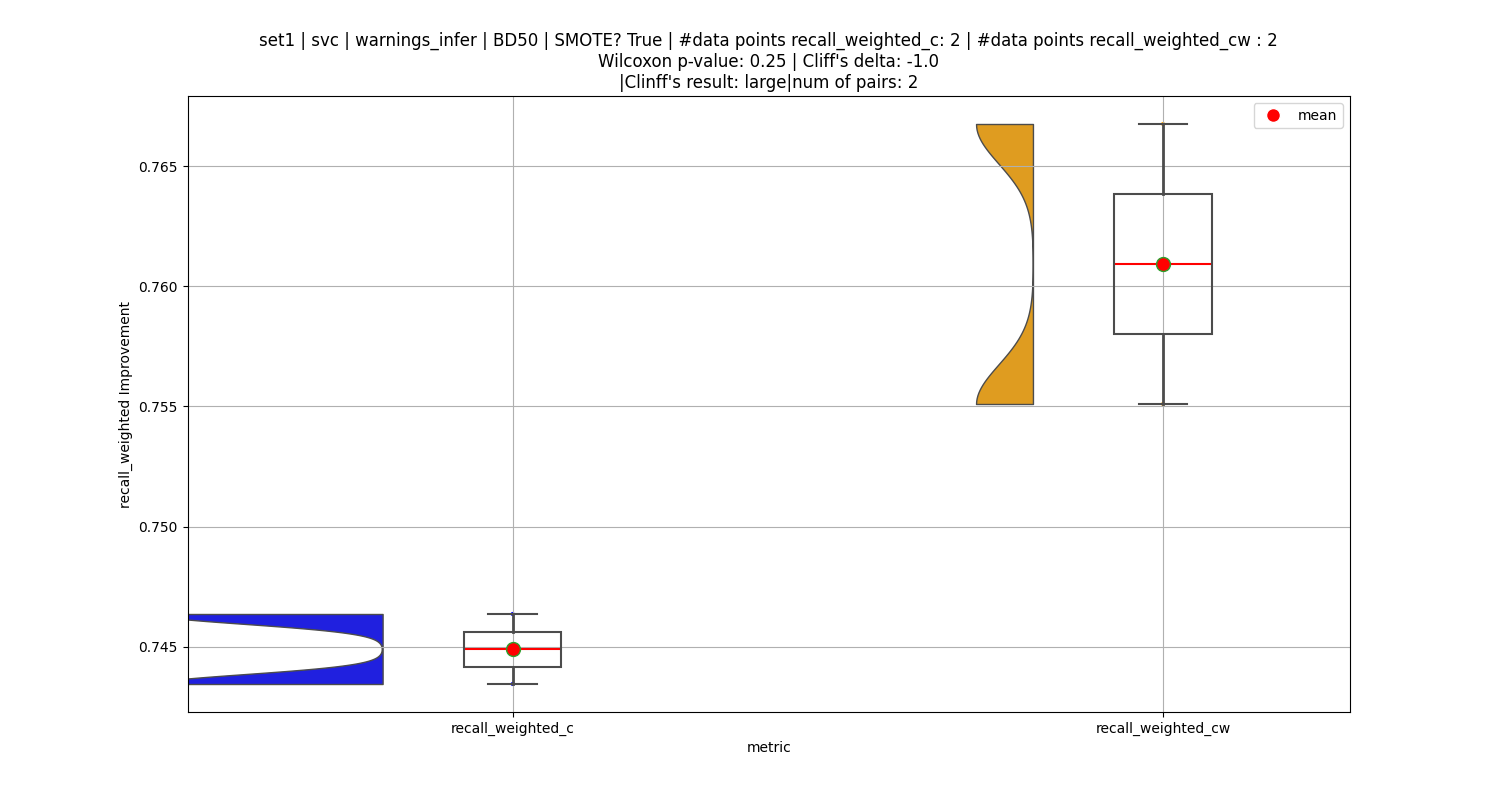 set1 | svc | warnings_infer | BD50 | SMOTE? True | #data points recall_weighted_c: 2 | #data points recall_weighted_cw : 2
Wilcoxon p-value: 0.25 | Cliff's delta: -1.0
|Clinff's result: large|num of pairs: 2
mean
0.765
0.760
0.755
0.750
0.745
recall_weighted Improvement
recall_weighted_c
recall_weighted_cw
metric